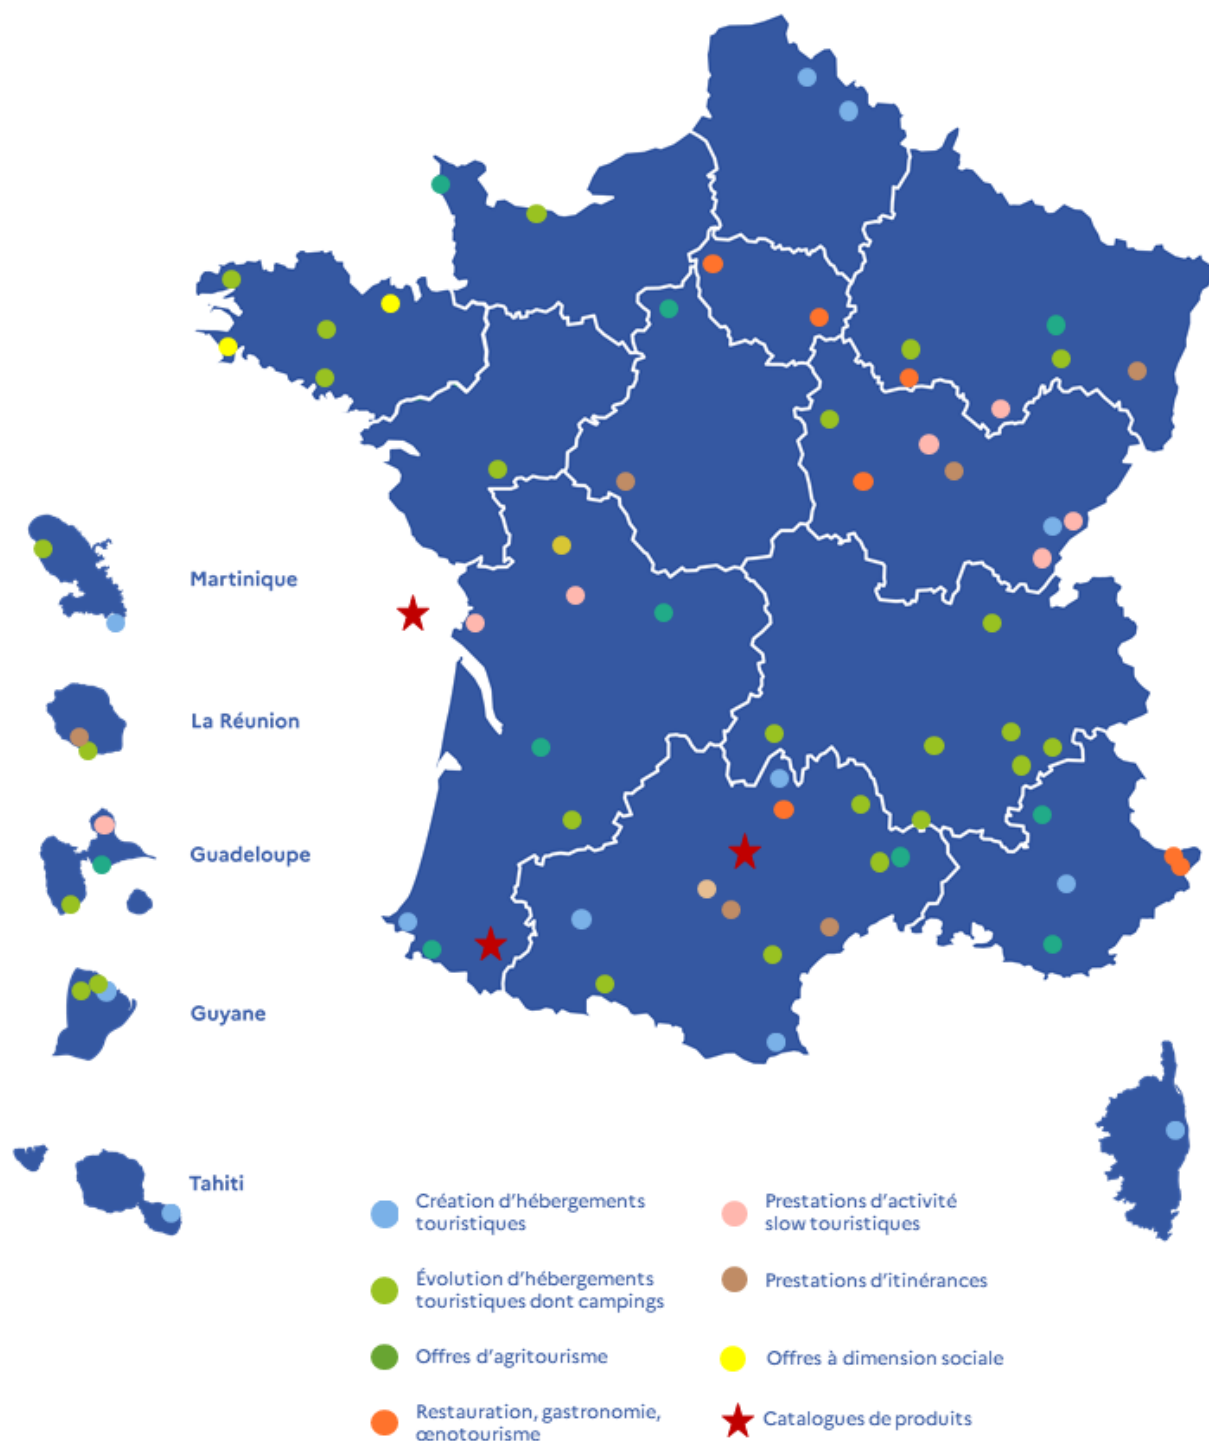 Martinique
La Réunion
Guadeloupe
Guyane
Tahiti
Création d'hébergements
touristiques
Évolution d'hébergements
touristiques dont campings
Offres d'agritourisme
Restauration, gastronomie,
œnotourisme
Prestations d'activité
slow touristiques
Prestations d'itinérances
Offres à dimension sociale
Catalogues de produits